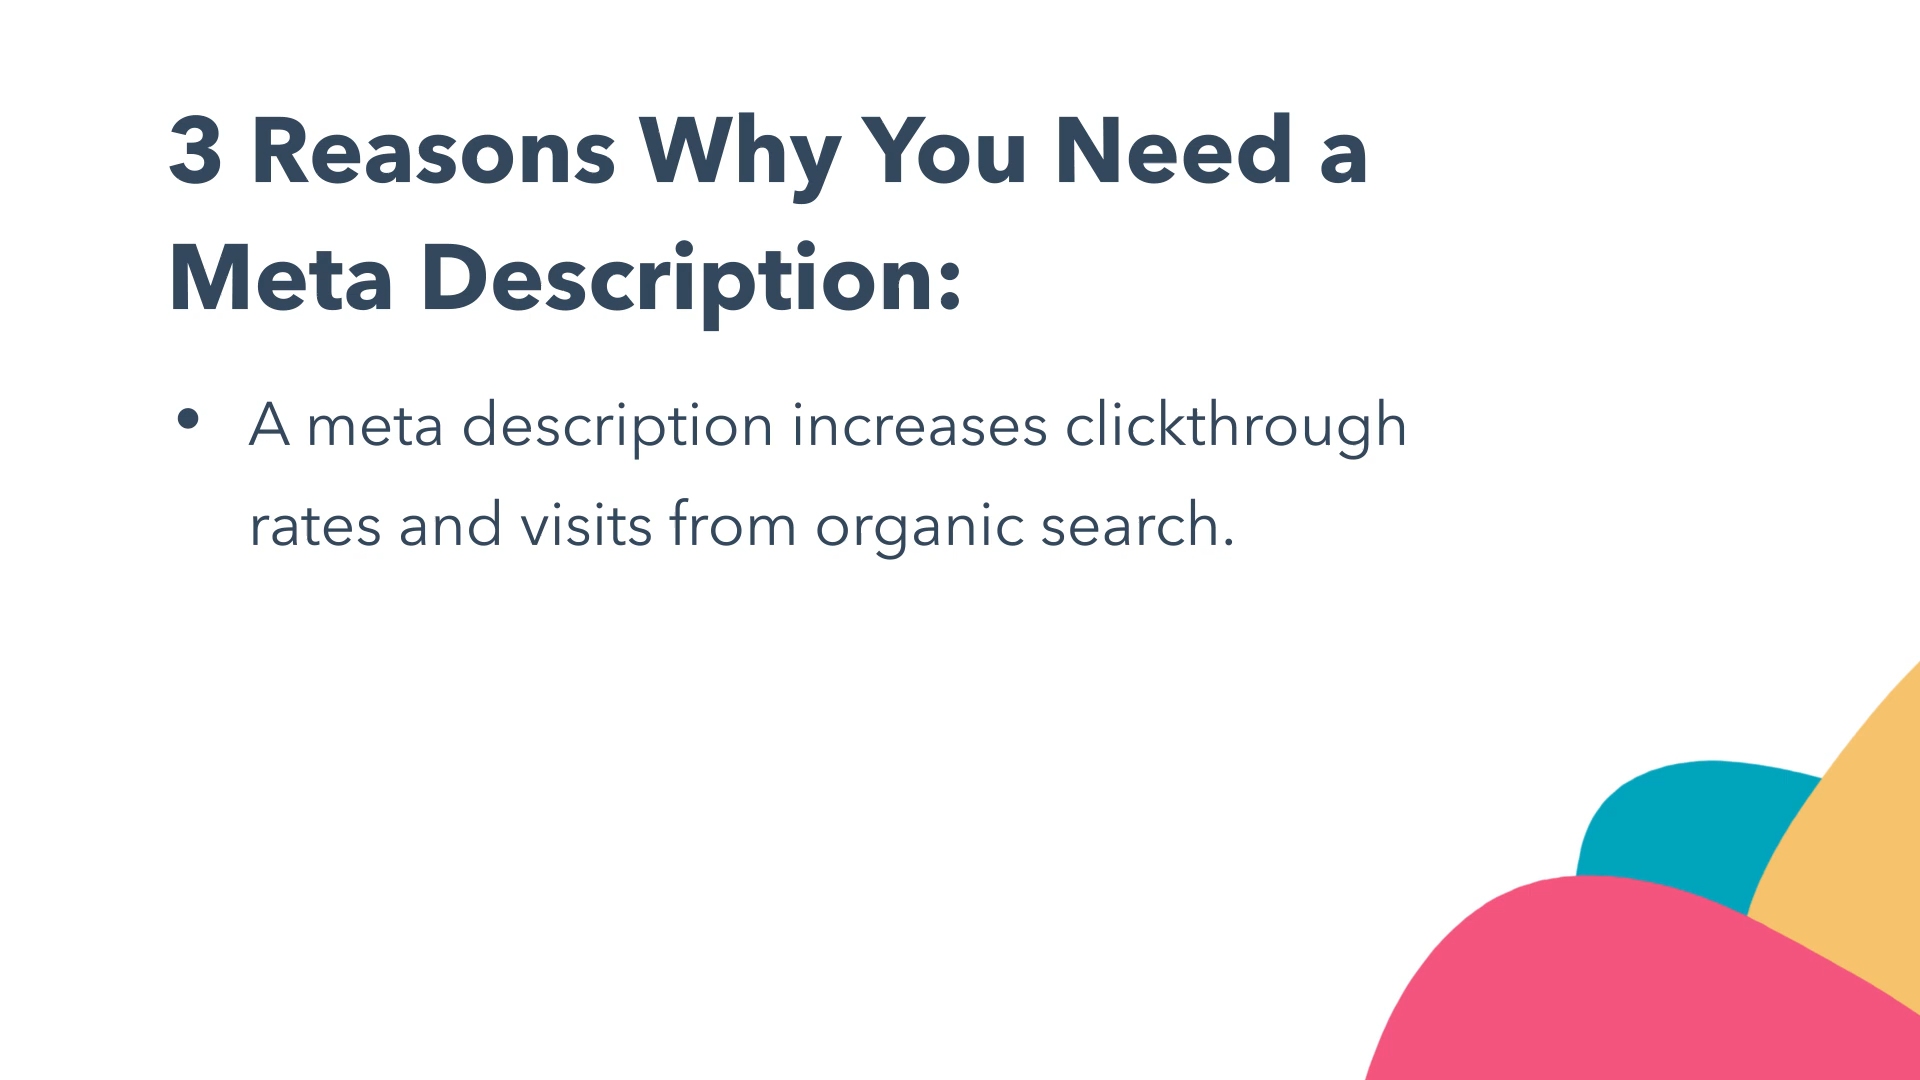 3 Reasons Why You Need a
Meta Description:
• A meta description increases clickthrough
rates and visits from organic search.